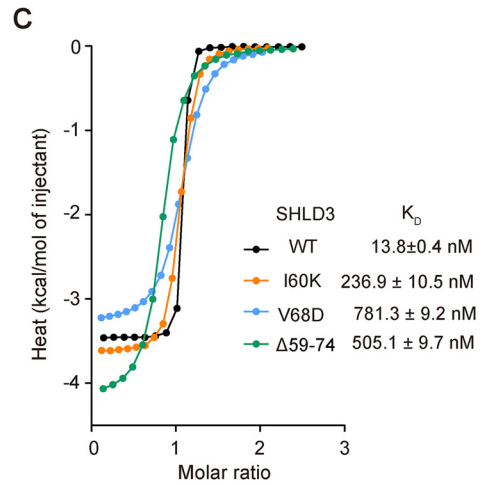 C
Heat (kcal/mol of injectant)
0
-1
-2
-3
-4
0
1
2
3
Molar ratio
SHLD3 K_D
WT 13.8±0.4 nM
I60K 236.9 ± 10.5 nM
V68D 781.3 ± 9.2 nM
Δ59-74 505.1 ± 9.7 nM